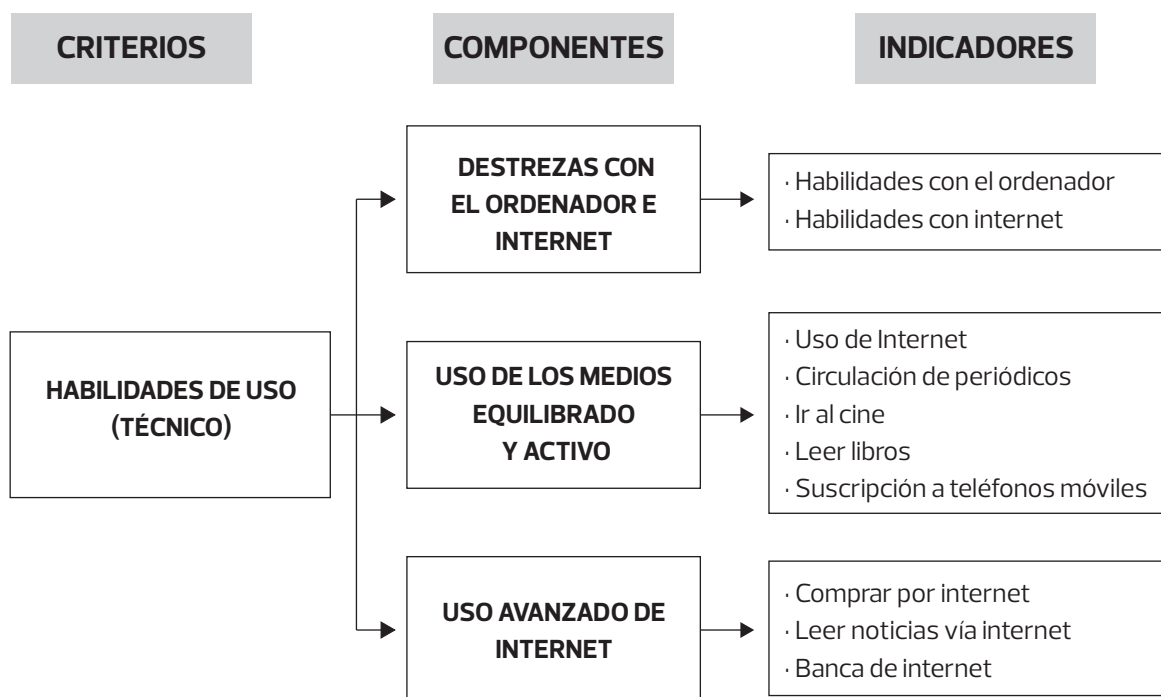 CRITERIOS
COMPONENTES
INDICADORES
DESTREZAS CON
EL ORDENADOR E
INTERNET
· Habilidades con el ordenador
· Habilidades con internet
HABILIDADES DE USO
(TÉCNICO)
USO DE LOS MEDIOS
EQUILIBRADO
Y ACTIVO
· Uso de Internet
· Circulación de periódicos
· Ir al cine
· Leer libros
· Suscripción a teléfonos móviles
USO AVANZADO DE
INTERNET
· Comprar por internet
· Leer noticias vía internet
· Banca de internet